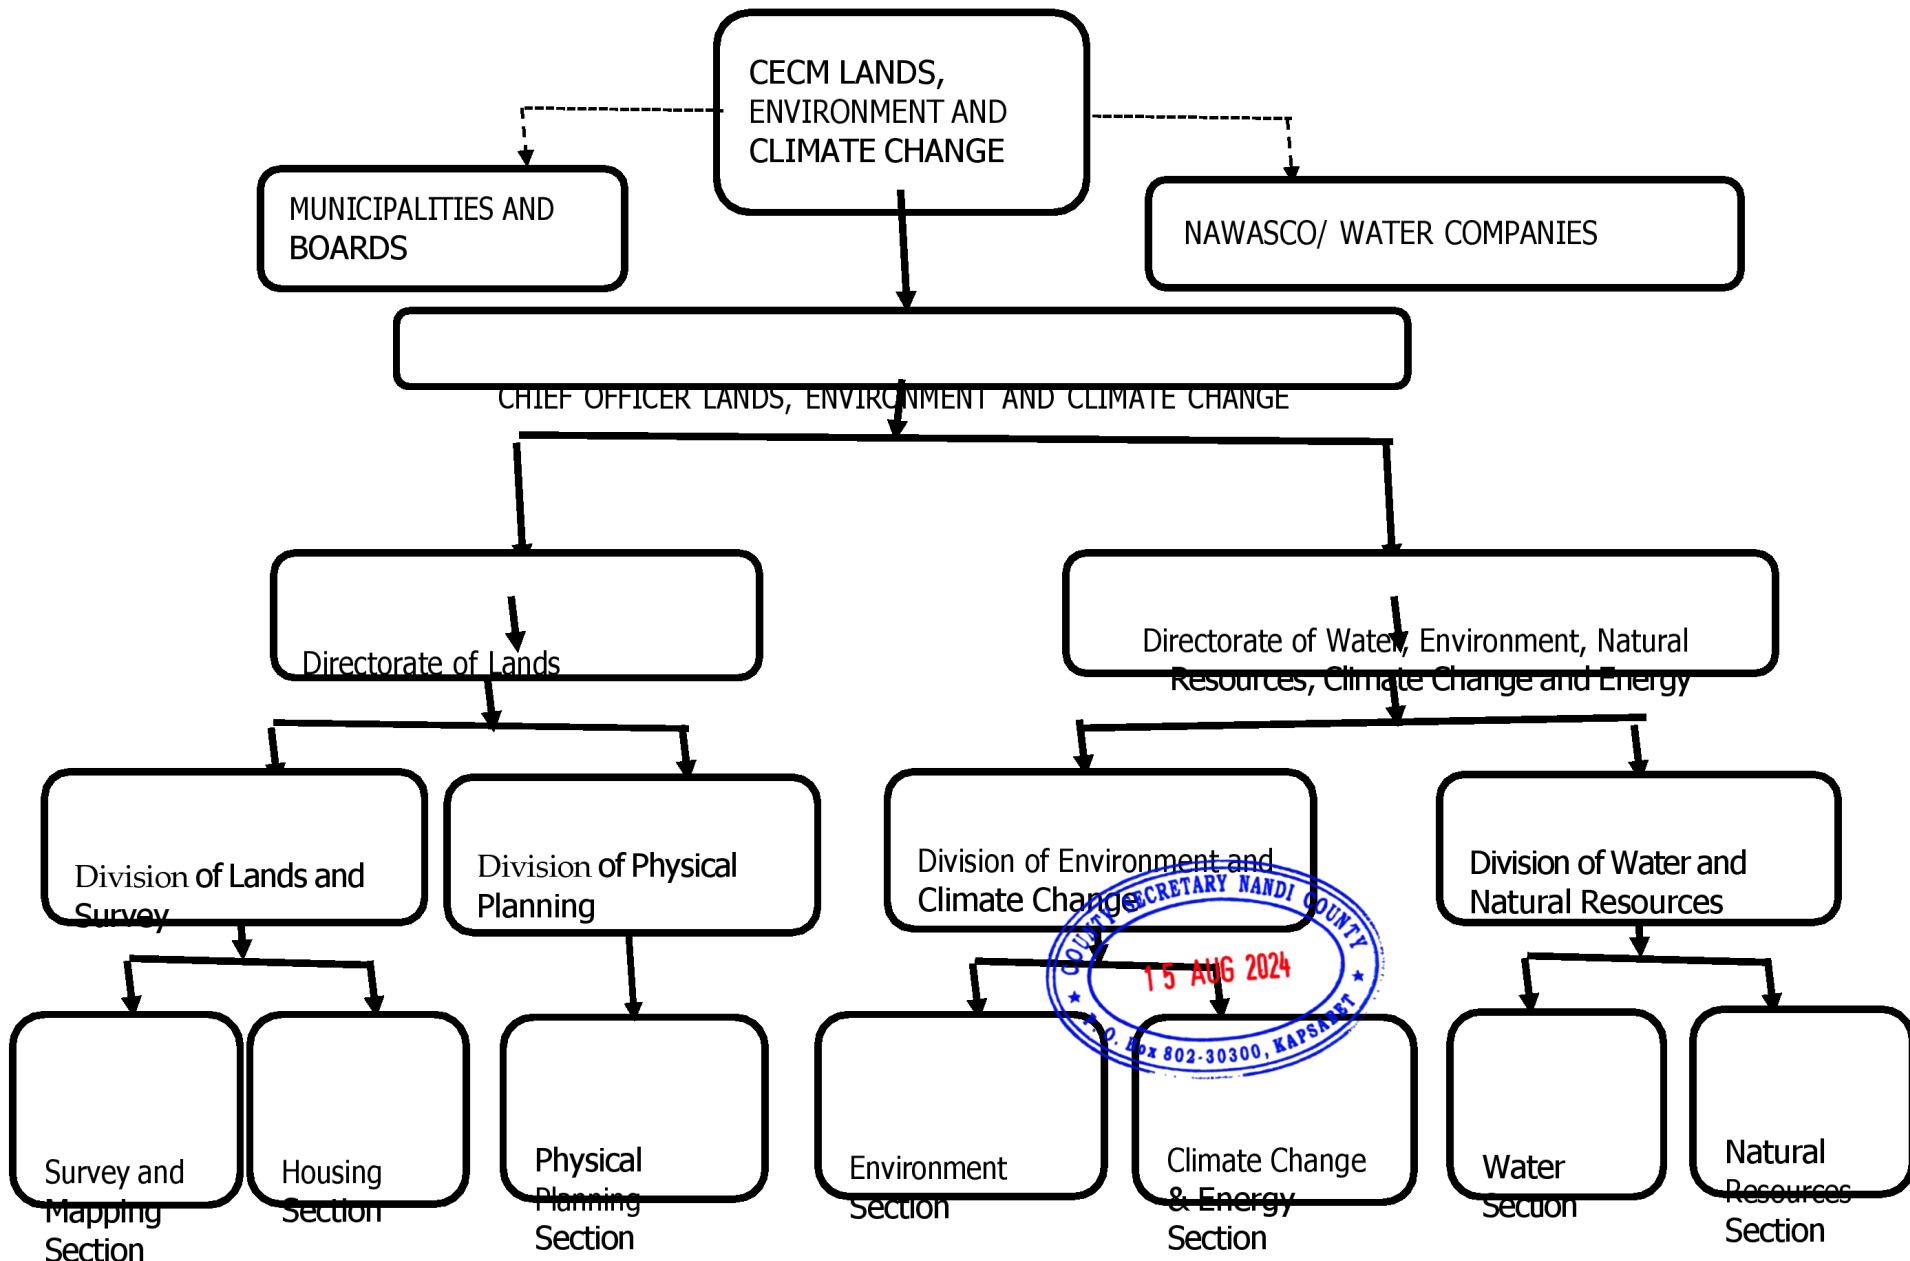 CECM LANDS,
ENVIRONMENT AND
CLIMATE CHANGE
MUNICIPALITIES AND
BOARDS
NAWASCO/ WATER COMPANIES
CHIEF OFFICER LANDS, ENVIRONMENT AND CLIMATE CHANGE
Directorate of Lands
Directorate of Water, Environment, Natural
Resources, Climate Change and Energy
Division of Lands and
Survey
Division of Physical
Planning
Division of Environment and
Climate Change
Division of Water and
Natural Resources
COUNTY SECRETARY NANDI COUNTY
15 AUG 2024
P. O. Box 802-30300, KAPSABET
Survey and
Mapping
Section
Housing
Section
Physical
Planning
Section
Environment
Section
Climate Change
& Energy
Section
Water
Section
Natural
Resources
Section